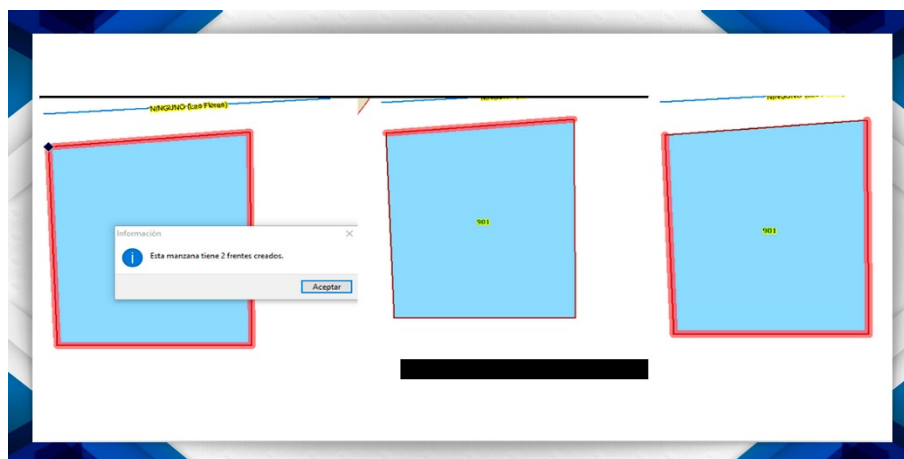 NINGUNO (Las Flores)
Información
Esta manzana tiene 2 frentes creados.
Aceptar
901
901